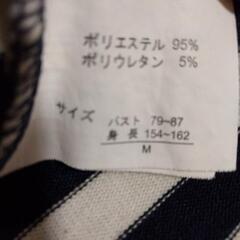 ポリエステル 95%
ポリウレタン 5%
サイズ
バスト 79~87
身長 154~162
M